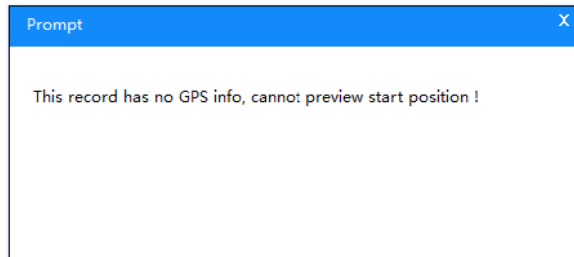 Prompt X
This record has no GPS info, cannot preview start position !